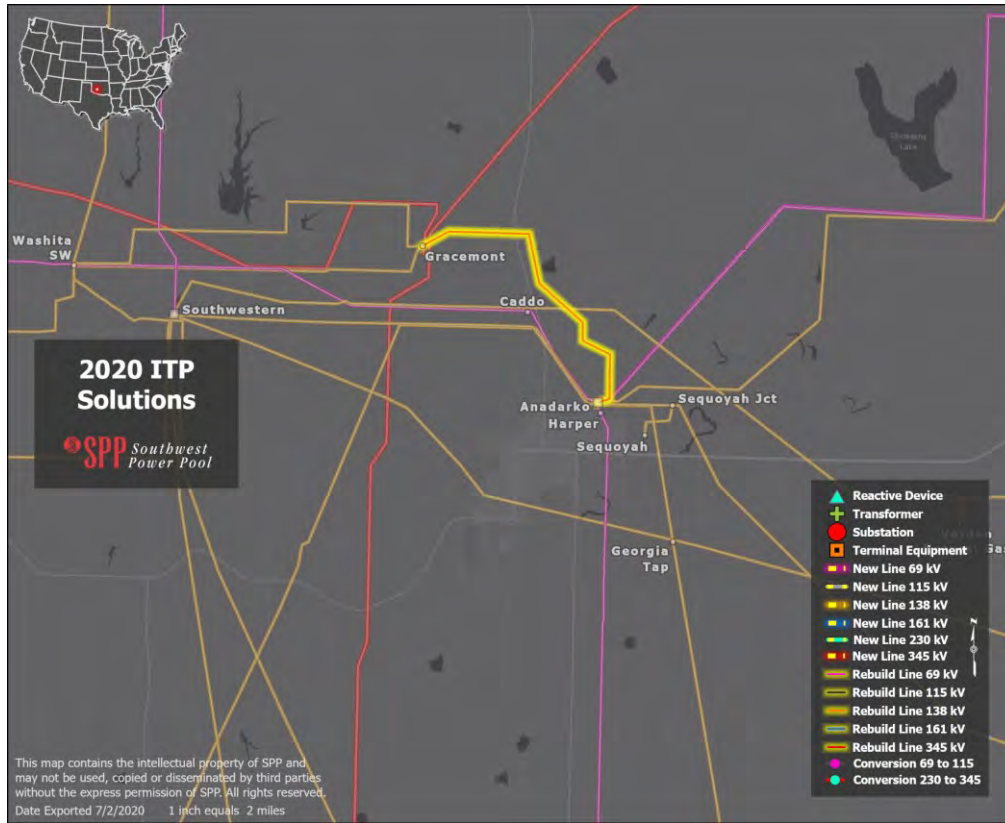 Washita
SW
Gracemont
Southwestern
Caddo
2020 ITP
Solutions
SPP Southwest
Power Pool
Anadarko
Harper
Sequoyah Jct
Sequoyah
Georgia
Tap
Lake
Reactive Device
Transformer
Substation
Terminal Equipment
New Line 69 kV
New Line 115 kV
New Line 138 kV
New Line 161 kV
New Line 230 kV
New Line 345 kV
Rebuild Line 69 kV
Rebuild Line 115 kV
Rebuild Line 138 kV
Rebuild Line 161 kV
Rebuild Line 345 kV
Conversion 69 to 115
Conversion 230 to 345
N
This map contains the intellectual property of SPP and
may not be used, copied or disseminated by third parties
without the express permission of SPP. All rights reserved.
Date Exported 7/2/2020 1 inch equals 2 miles